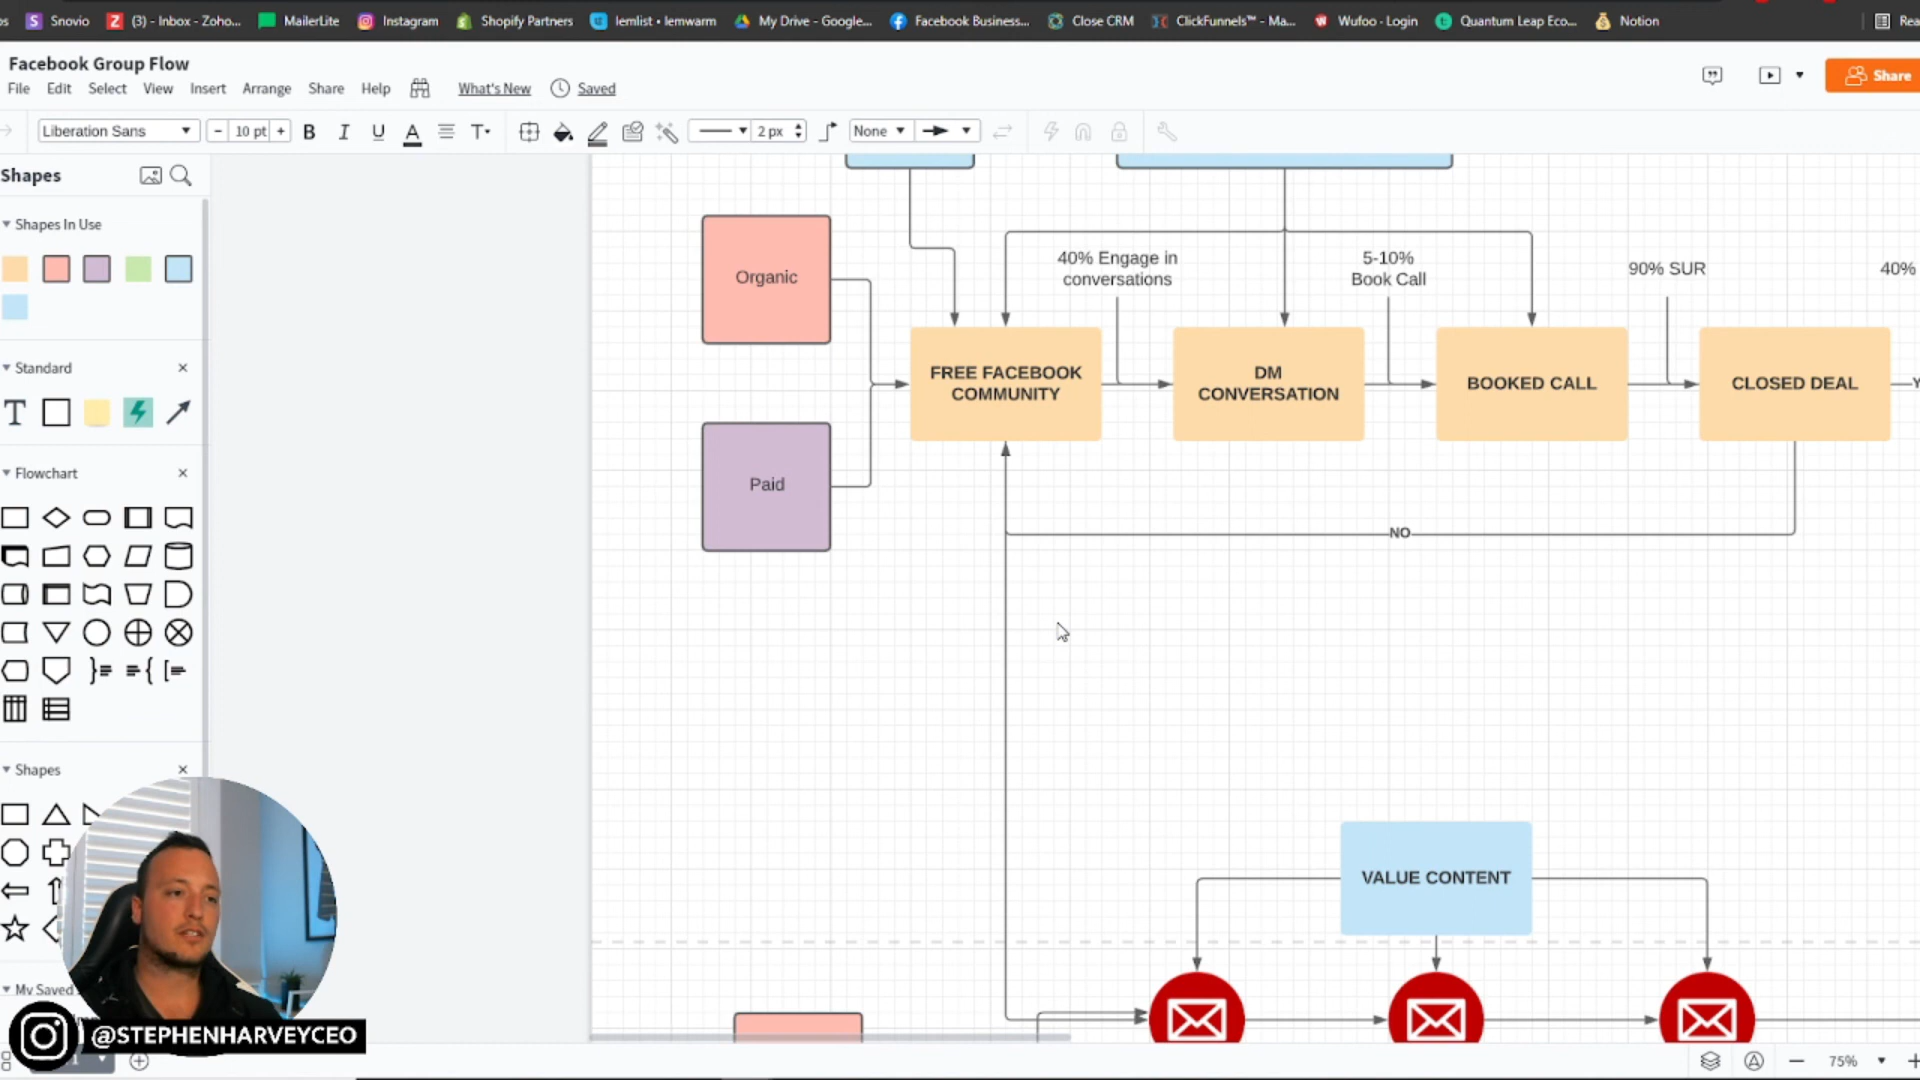 Snovio
(3) - Inbox - Zoho...
MailerLite
Instagram
Shopify Partners
lemlist • lemwarm
My Drive - Google...
Facebook Business...
Close CRM
ClickFunnels™ - Ma...
Wufoo - Login
Quantum Leap Eco...
Notion
Rea
Facebook Group Flow
File Edit Select View Insert Arrange Share Help What's New Saved
Share
Liberation Sans
- 10 pt +
B I U A T
2 px
None
Shapes
Shapes In Use
Standard
T
Flowchart
Shapes
My Saved
Organic
Paid
40% Engage in
conversations
5-10%
Book Call
90% SUR
40%
FREE FACEBOOK
COMMUNITY
DM
CONVERSATION
BOOKED CALL
CLOSED DEAL
Y
NO
VALUE CONTENT
@STEPHENHARVEYCEO
75%